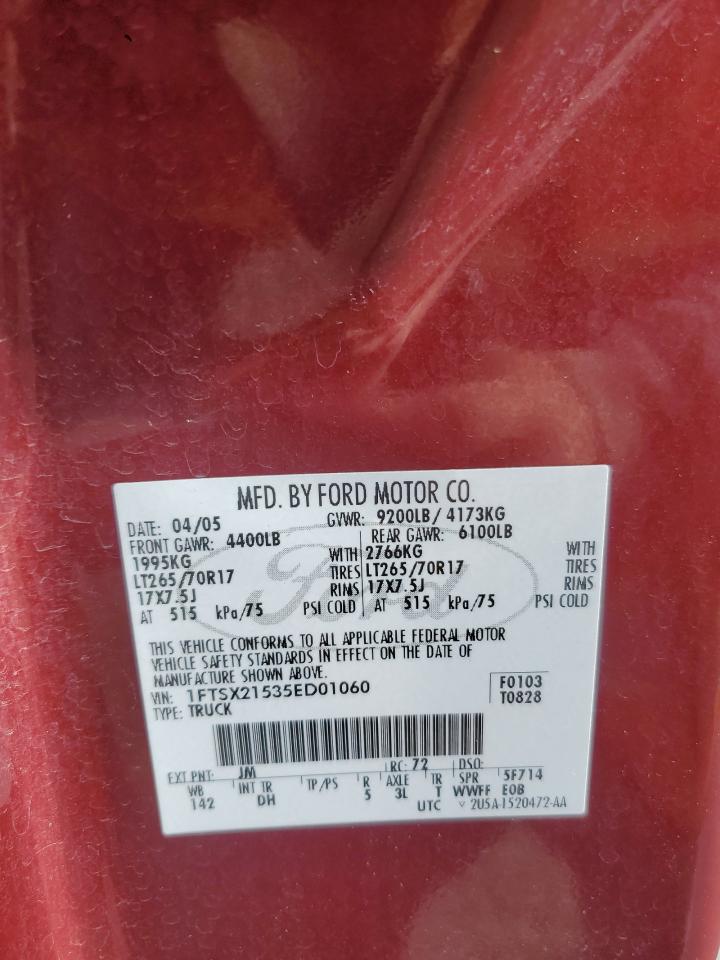 MFD. BY FORD MOTOR CO.
DATE: 04/05 GVWR: 9200LB/ 4173KG
FRONT GAWR: 4400LB REAR GAWR: 6100LB
1995KG WITH 2766KG WITH
LT265/70R17 TIRES LT265/70R17 TIRES
17X7.5J RIMS 17X7.5J RIMS
AT 515 kPa/75 PSI COLD AT 515 kPa/75 PSI COLD
Ford
THIS VEHICLE CONFORMS TO ALL APPLICABLE FEDERAL MOTOR
VEHICLE SAFETY STANDARDS IN EFFECT ON THE DATE OF
MANUFACTURE SHOWN ABOVE.
VIN: 1FTSX21535ED01060 F0103
TYPE: TRUCK T0828
EXT PNT: JM RC: 72 DSO:
WB INT TR TP/PS R AXLE TR SPR 5F714
142 DH 5 3L T WWFF EOB
UTC 2U5A-1520472-AA